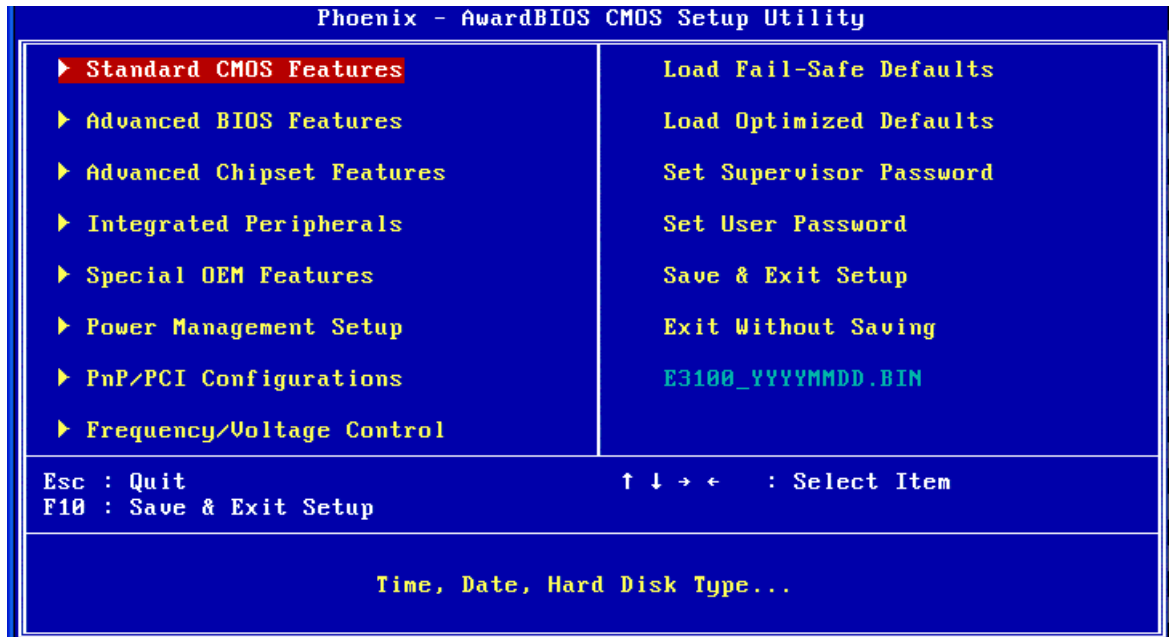 Phoenix - AwardBIOS CMOS Setup Utility
Standard CMOS Features
Advanced BIOS Features
Advanced Chipset Features
Integrated Peripherals
Special OEM Features
Power Management Setup
PnP/PCI Configurations
Frequency/Voltage Control
Load Fail-Safe Defaults
Load Optimized Defaults
Set Supervisor Password
Set User Password
Save & Exit Setup
Exit Without Saving
E3100_YYYYMMDD.BIN
Esc : Quit
F10 : Save & Exit Setup
↑ ↓ → ← : Select Item
Time, Date, Hard Disk Type...